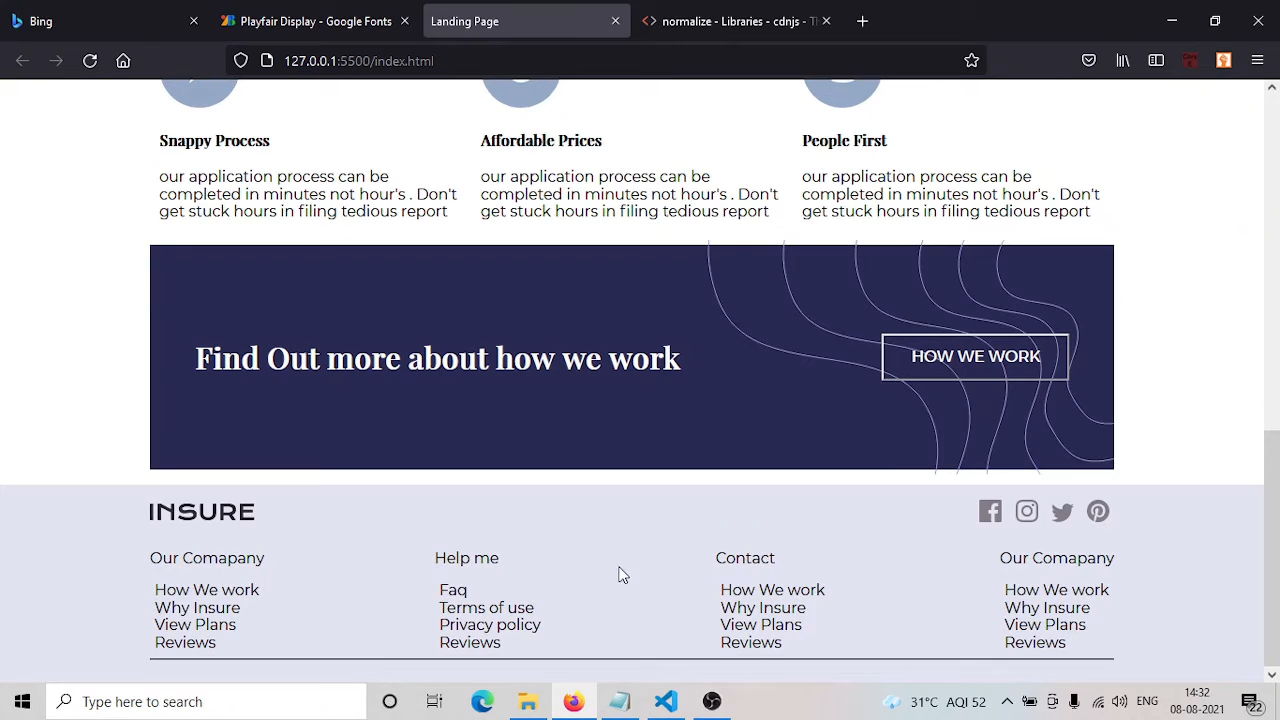 Bing
Playfair Display - Google Fonts
Landing Page
normalize - Libraries - cdnjs - Th
127.0.0.1:5500/index.html
Snappy Process
Affordable Prices
People First
our application process can be
completed in minutes not hour's . Don't
get stuck hours in filing tedious report
our application process can be
completed in minutes not hour's . Don't
get stuck hours in filing tedious report
our application process can be
completed in minutes not hour's . Don't
get stuck hours in filing tedious report
Find Out more about how we work
HOW WE WORK
INSURE
Our Comapany
How We work
Why Insure
View Plans
Reviews
Help me
Faq
Terms of use
Privacy policy
Reviews
Contact
How We work
Why Insure
View Plans
Reviews
Our Comapany
How We work
Why Insure
View Plans
Reviews
Type here to search
31°C AQI 52
ENG
14:32
08-08-2021
22